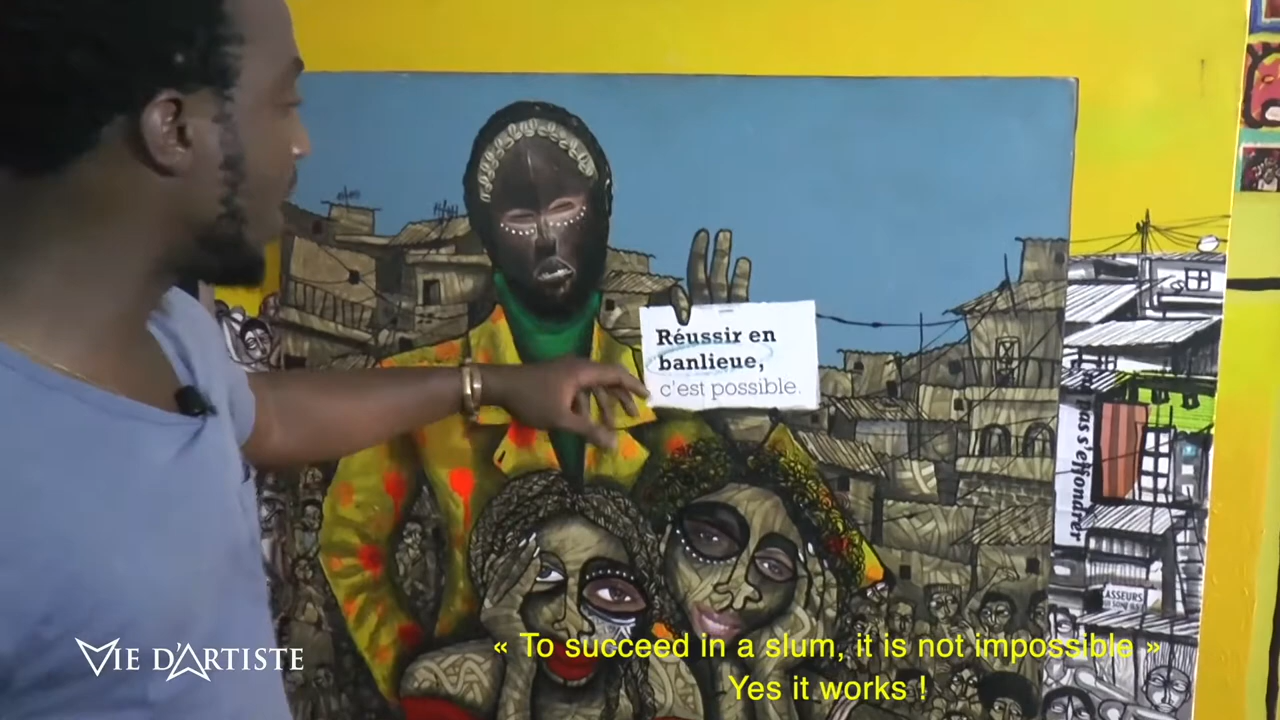 Réussir en
banlieue,
c'est possible.
pas s'effondrer
VIE D'ARTISTE
« To succeed in a slum, it is not impossible »
Yes it works !